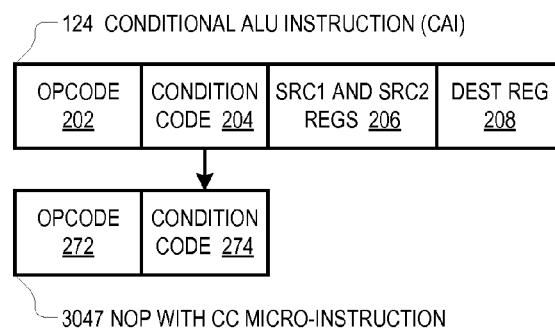 124 CONDITIONAL ALU INSTRUCTION (CAI)
OPCODE
202
CONDITION
CODE 204
SRC1 AND SRC2
REGS 206
DEST REG
208
OPCODE
272
CONDITION
CODE 274
3047 NOP WITH CC MICRO-INSTRUCTION